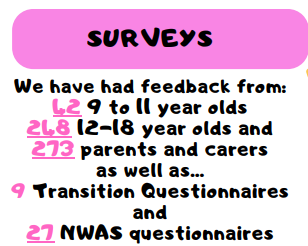 SURVEYS
We have had feedback from:
62 9 to 11 year olds
268 12-18 year olds and
273 parents and carers
as well as...
9 Transition Questionnaires
and
27 NWAS questionnaires